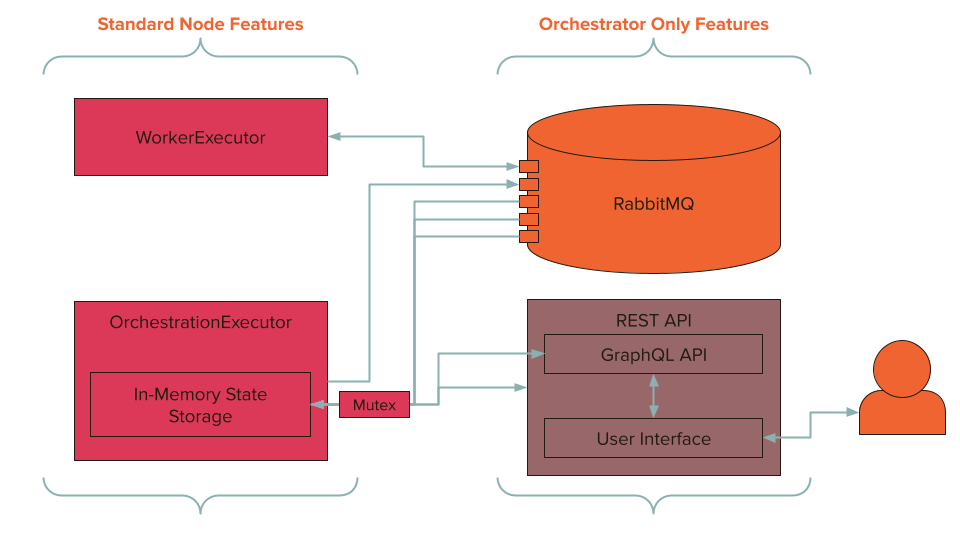 Standard Node Features
Orchestrator Only Features
WorkerExecutor
RabbitMQ
OrchestrationExecutor
In-Memory State
Storage
Mutex
REST API
GraphQL API
User Interface